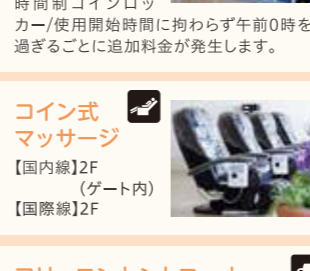 時間制コインロッ
カー/使用開始時間に拘わらず午前0時を
過ぎるごとに追加料金が発生します。
コイン式
マッサージ
【国内線】2F
（ゲート内）
【国際線】2F